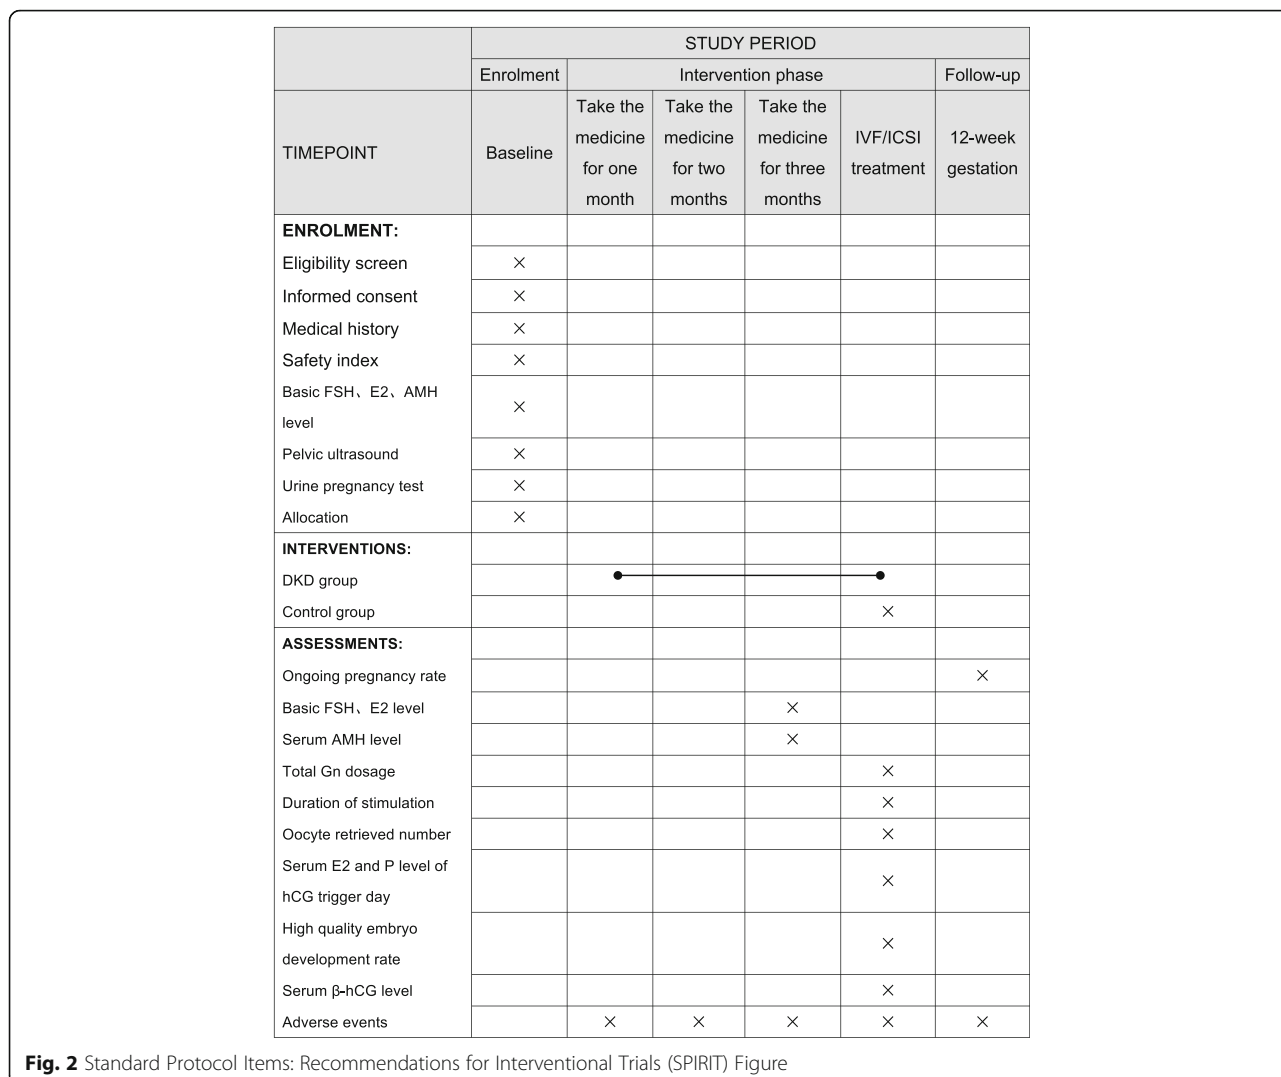 STUDY PERIOD
Enrolment Intervention phase Follow-up
TIMEPOINT
Baseline
Take the
medicine
for one
month
Take the
medicine
for two
months
Take the
medicine
for three
months
IVF/ICSI
treatment
12-week
gestation
ENROLMENT:
Eligibility screen ×
Informed consent ×
Medical history ×
Safety index ×
Basic FSH、E2、AMH
level ×
Pelvic ultrasound ×
Urine pregnancy test ×
Allocation ×
INTERVENTIONS:
DKD group
Control group ×
ASSESSMENTS:
Ongoing pregnancy rate ×
Basic FSH、E2 level ×
Serum AMH level ×
Total Gn dosage ×
Duration of stimulation ×
Oocyte retrieved number ×
Serum E2 and P level of
hCG trigger day ×
High quality embryo
development rate ×
Serum β-hCG level ×
Adverse events × × × × ×
Fig. 2 Standard Protocol Items: Recommendations for Interventional Trials (SPIRIT) Figure